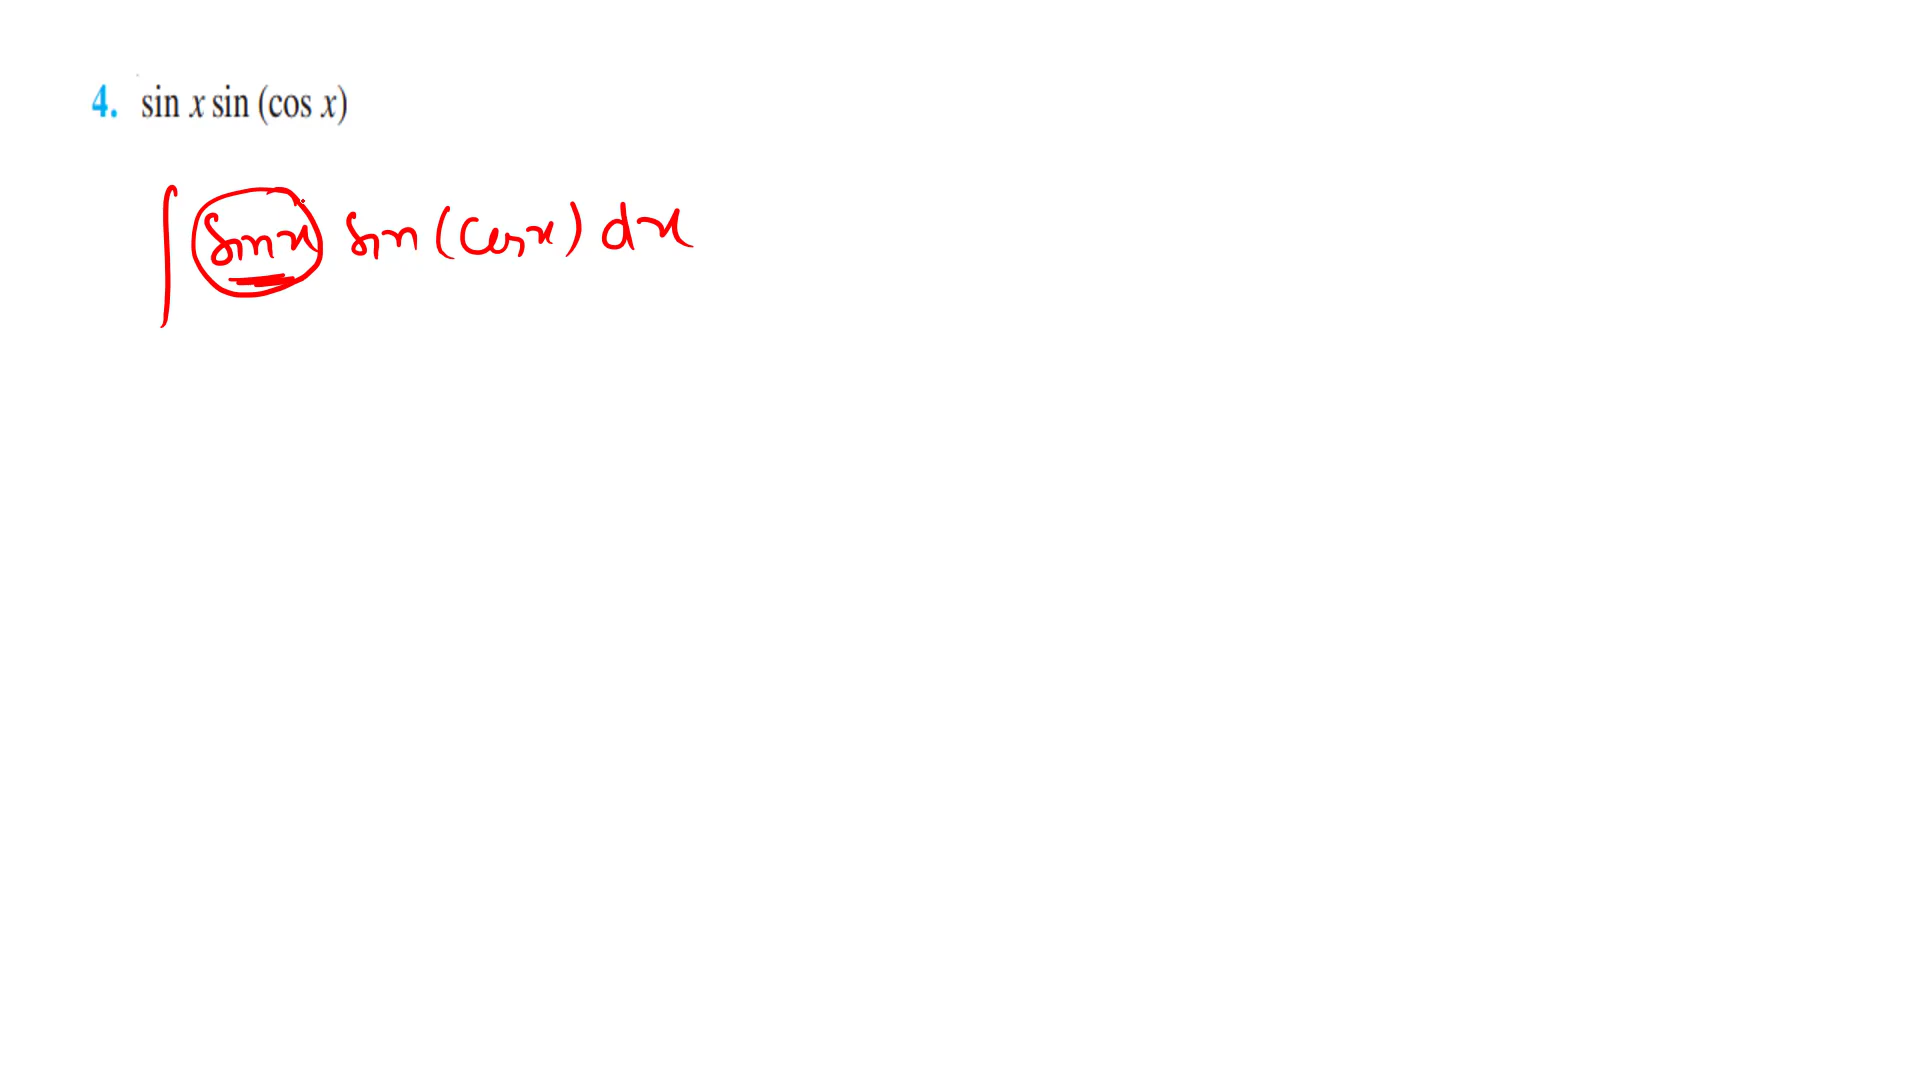 4. sin x sin (cos x)
∫ sin x sin (cos x) dx